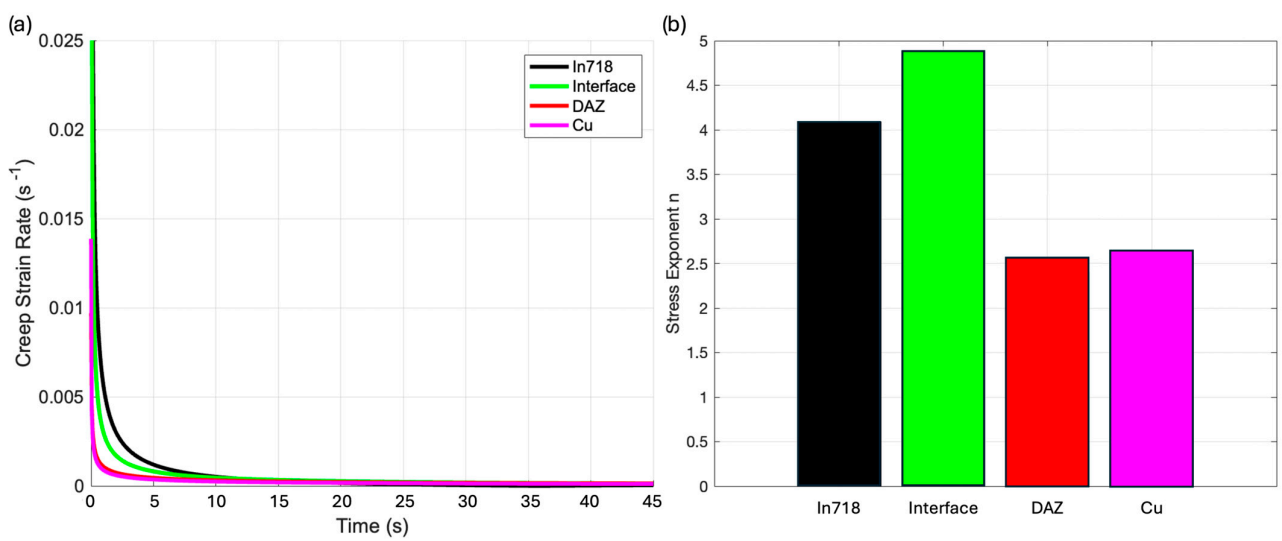 (a)
0.025
0.02
0.015
0.01
0.005
0
Creep Strain Rate (s⁻¹)
0 5 10 15 20 25 30 35 40 45
Time (s)
In718
Interface
DAZ
Cu
(b)
5
4.5
4
3.5
3
2.5
2
1.5
1
0.5
0
Stress Exponent n
In718 Interface DAZ Cu